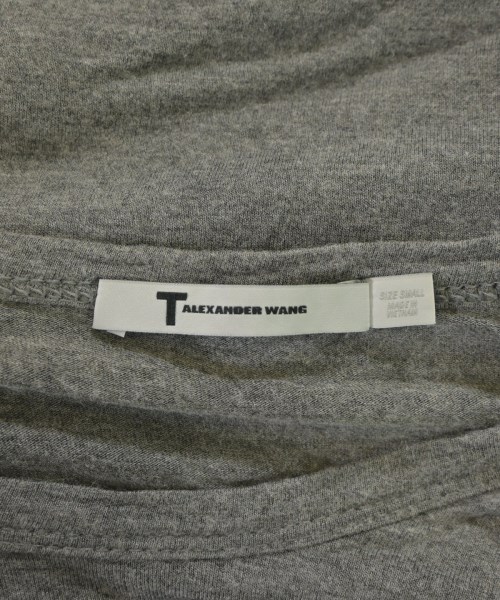 T ALEXANDER WANG
SIZE SMALL
MADE IN
VIETNAM